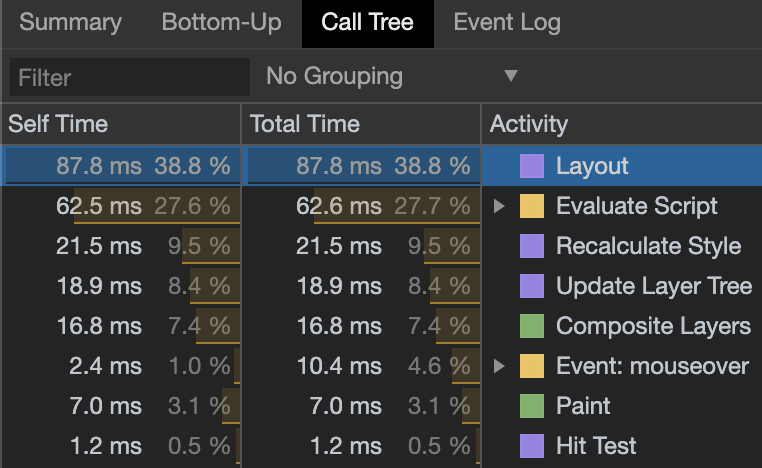 Summary Bottom-Up Call Tree Event Log
Filter No Grouping ▼
Self Time Total Time Activity
87.8 ms 38.8 % 87.8 ms 38.8 % Layout
62.5 ms 27.6 % 62.6 ms 27.7 % Evaluate Script
21.5 ms 9.5 % 21.5 ms 9.5 % Recalculate Style
18.9 ms 8.4 % 18.9 ms 8.4 % Update Layer Tree
16.8 ms 7.4 % 16.8 ms 7.4 % Composite Layers
2.4 ms 1.0 % 10.4 ms 4.6 % Event: mouseover
7.0 ms 3.1 % 7.0 ms 3.1 % Paint
1.2 ms 0.5 % 1.2 ms 0.5 % Hit Test